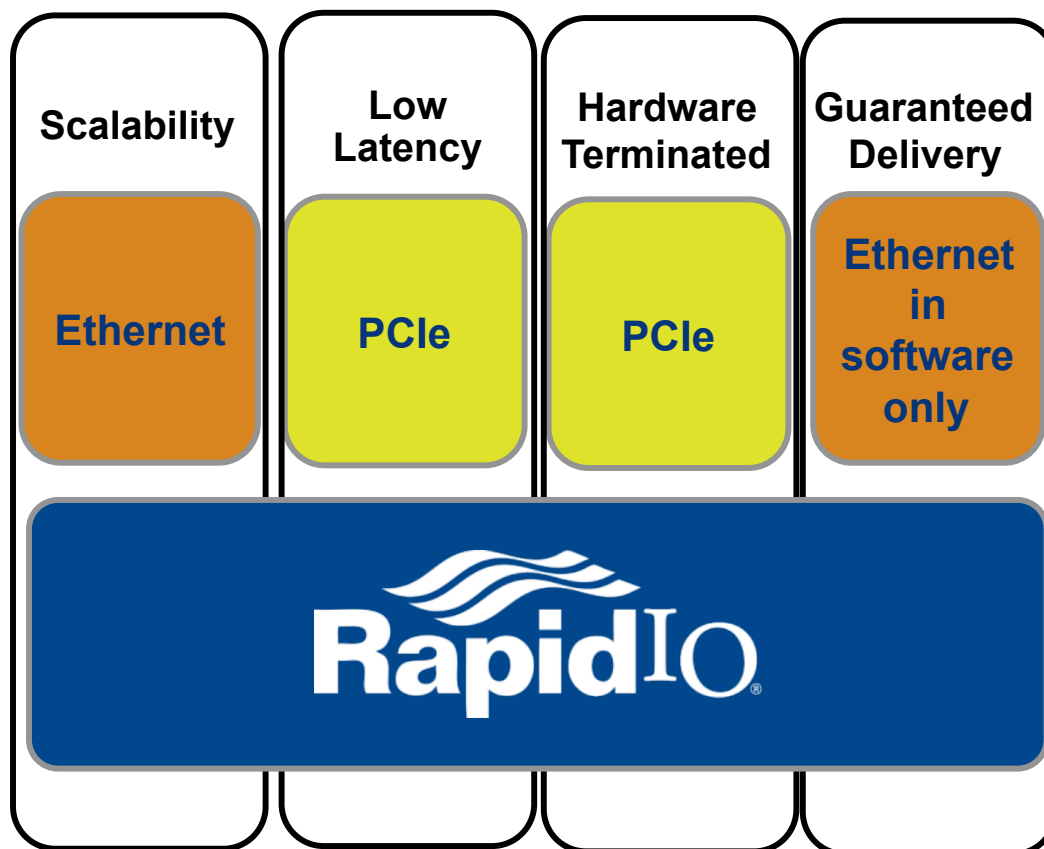 Scalability
Low
Latency
Hardware
Terminated
Guaranteed
Delivery
Ethernet
PCIe
PCIe
Ethernet
in
software
only
RapidIO®